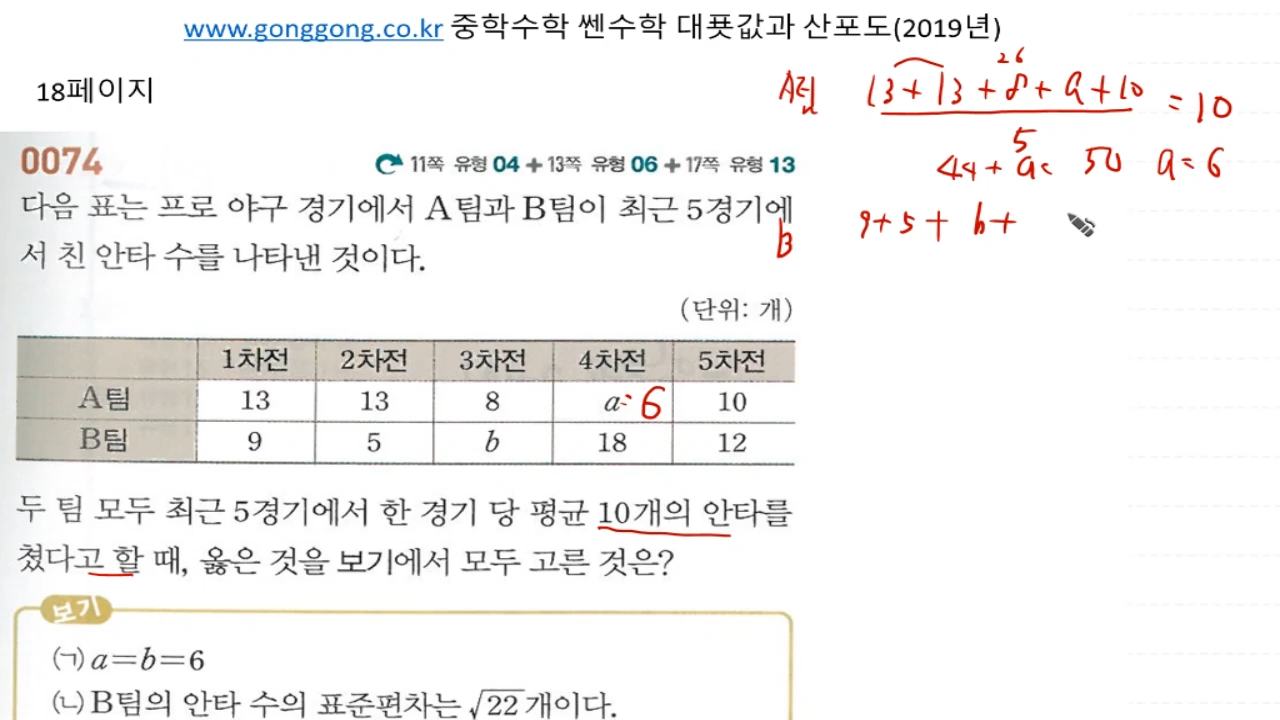 www.gonggong.co.kr 중학수학 쎈수학 대푯값과 산포도(2019년)
18페이지
A팀 13+13+8+a+10 = 10
26
5
44+a= 50 a=6
B 9+5+ b+
0074
11쪽 유형 04 + 13쪽 유형 06 + 17쪽 유형 13
다음 표는 프로 야구 경기에서 A팀과 B팀이 최근 5경기에
서 친 안타 수를 나타낸 것이다.
(단위: 개)
1차전 2차전 3차전 4차전 5차전
A팀 13 13 8 a=6 10
B팀 9 5 b 18 12
두 팀 모두 최근 5경기에서 한 경기 당 평균 10개의 안타를
쳤다고 할 때, 옳은 것을 보기에서 모두 고른 것은?
보기
(ㄱ) a=b=6
(ㄴ) B팀의 안타 수의 표준편차는 √22개이다.